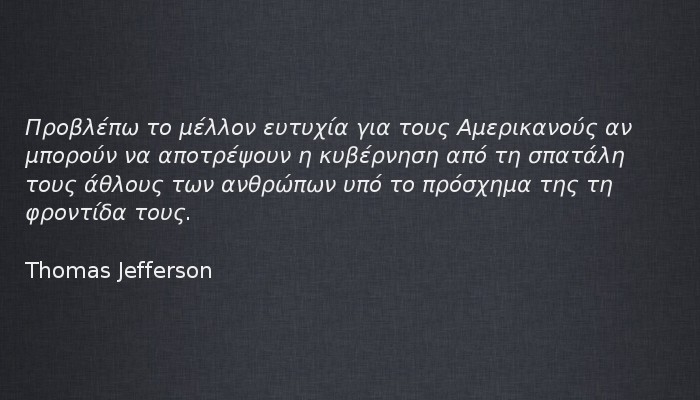 Προβλέπω το μέλλον ευτυχία για τους Αμερικανούς αν
μπορούν να αποτρέψουν η κυβέρνηση από τη σπατάλη
τους άθλους των ανθρώπων υπό το πρόσχημα της τη
φροντίδα τους.
Thomas Jefferson